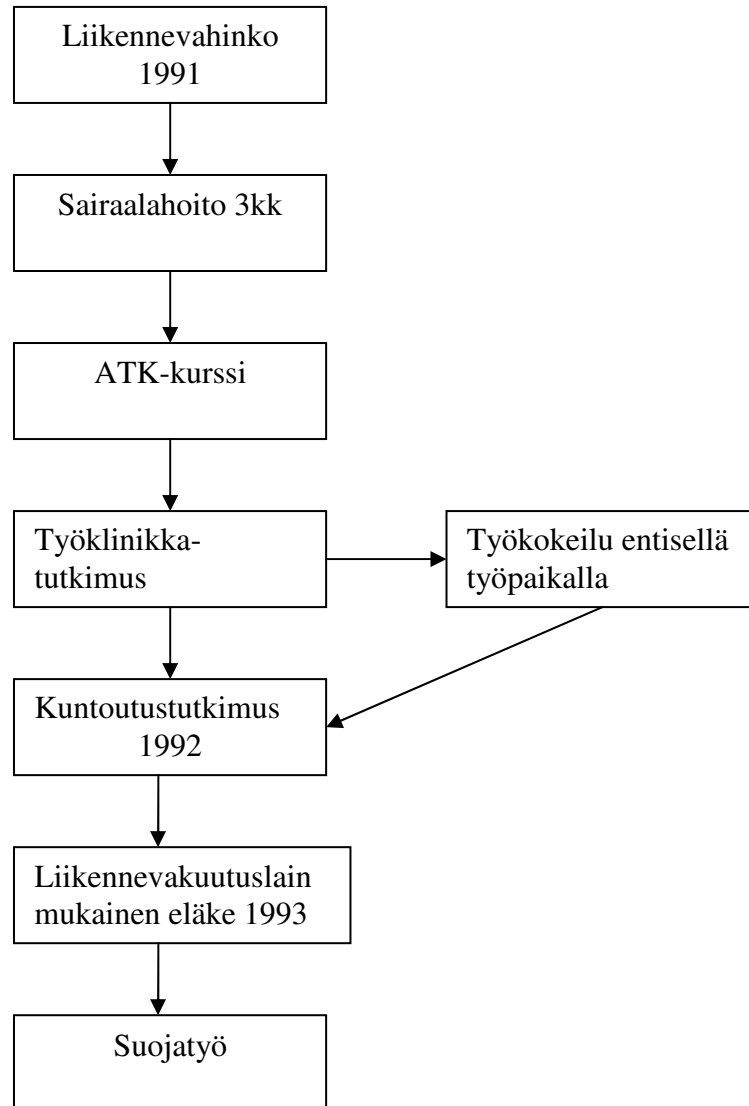 Liikennevahinko
1991
Sairaalahoito 3kk
ATK-kurssi
Työklinikka-
tutkimus
Työkokeilu entisellä
työpaikalla
Kuntoutustutkimus
1992
Liikennevakuutuslain
mukainen eläke 1993
Suojatyö